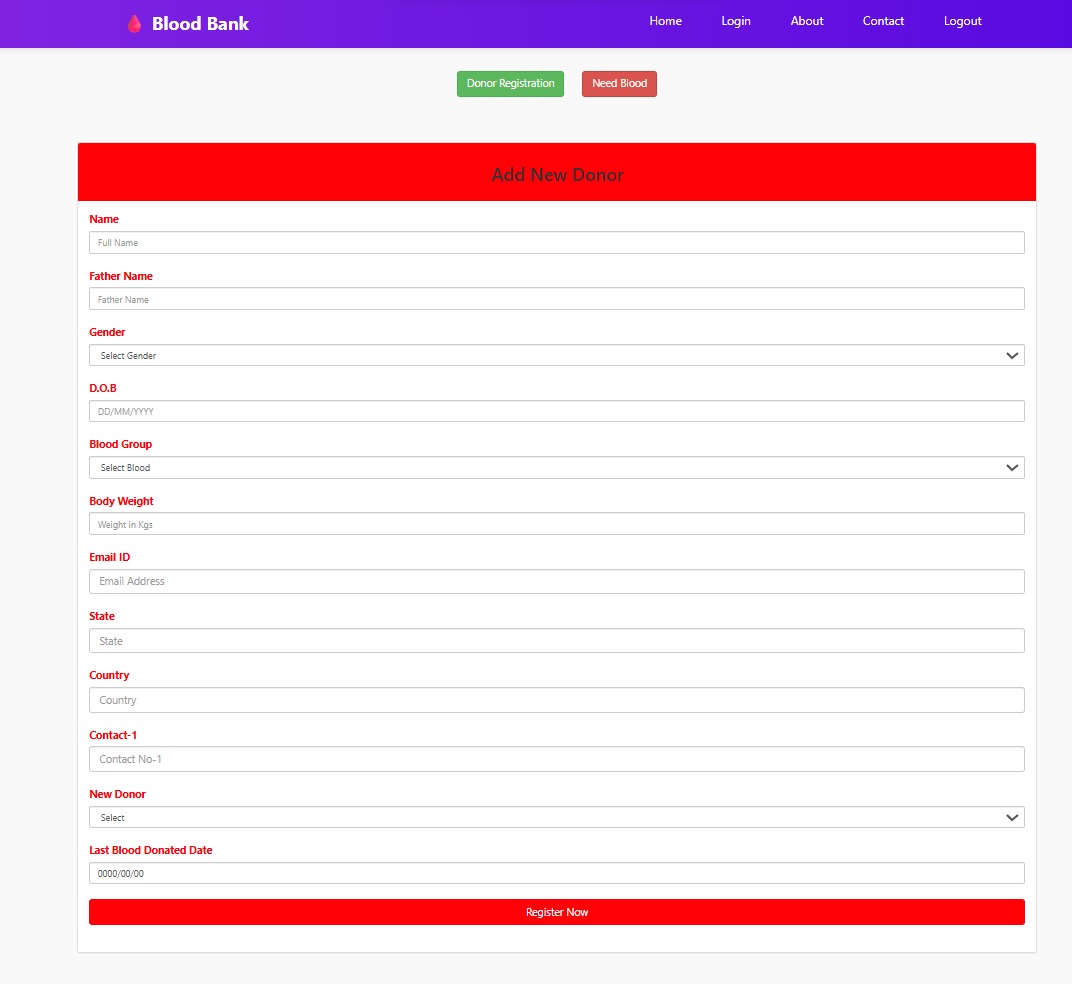 Blood Bank Home Login About Contact Logout
Donor Registration Need Blood
Add New Donor
Name
Full Name
Father Name
Father Name
Gender
Select Gender
D.O.B
DD/MM/YYYY
Blood Group
Select Blood
Body Weight
Weight in Kgs
Email ID
Email Address
State
State
Country
Country
Contact-1
Contact No-1
New Donor
Select
Last Blood Donated Date
0000/00/00
Register Now